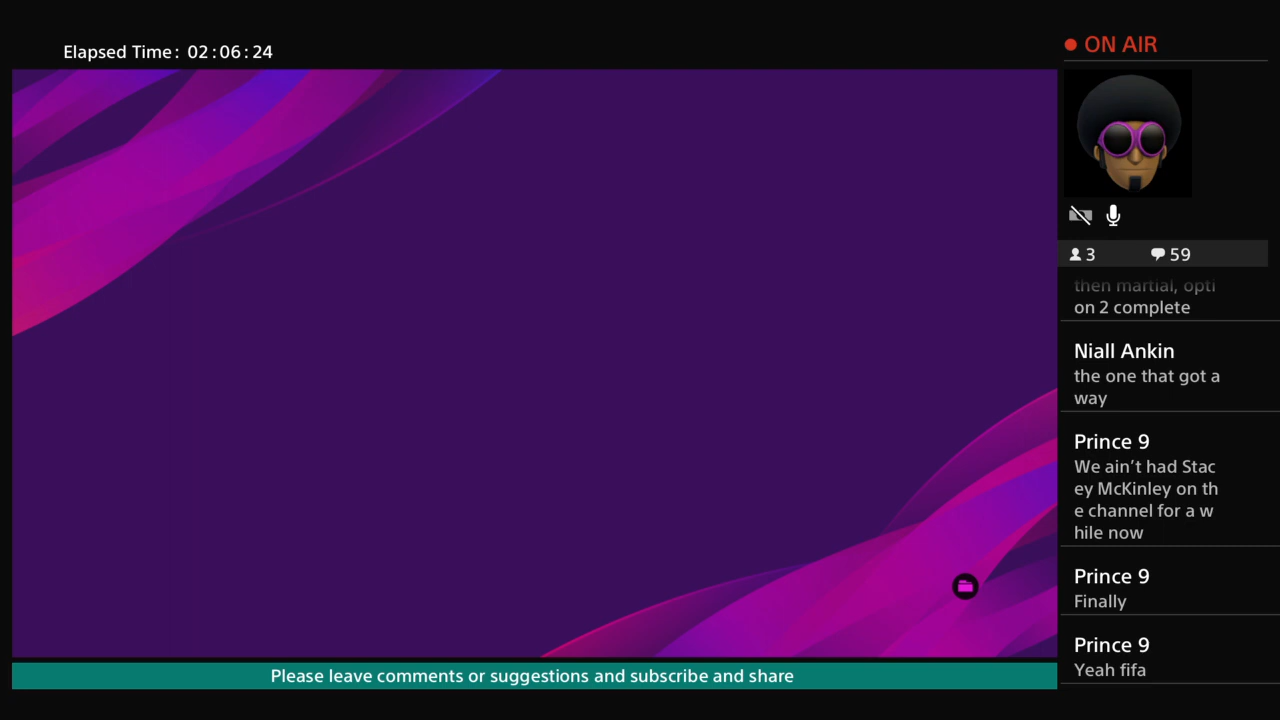 Elapsed Time: 02:06:24
ON AIR
3 59
then martial, opti
on 2 complete
Niall Ankin
the one that got a
way
Prince 9
We ain’t had Stac
ey McKinley on th
e channel for a w
hile now
Prince 9
Finally
Prince 9
Yeah fifa
Please leave comments or suggestions and subscribe and share